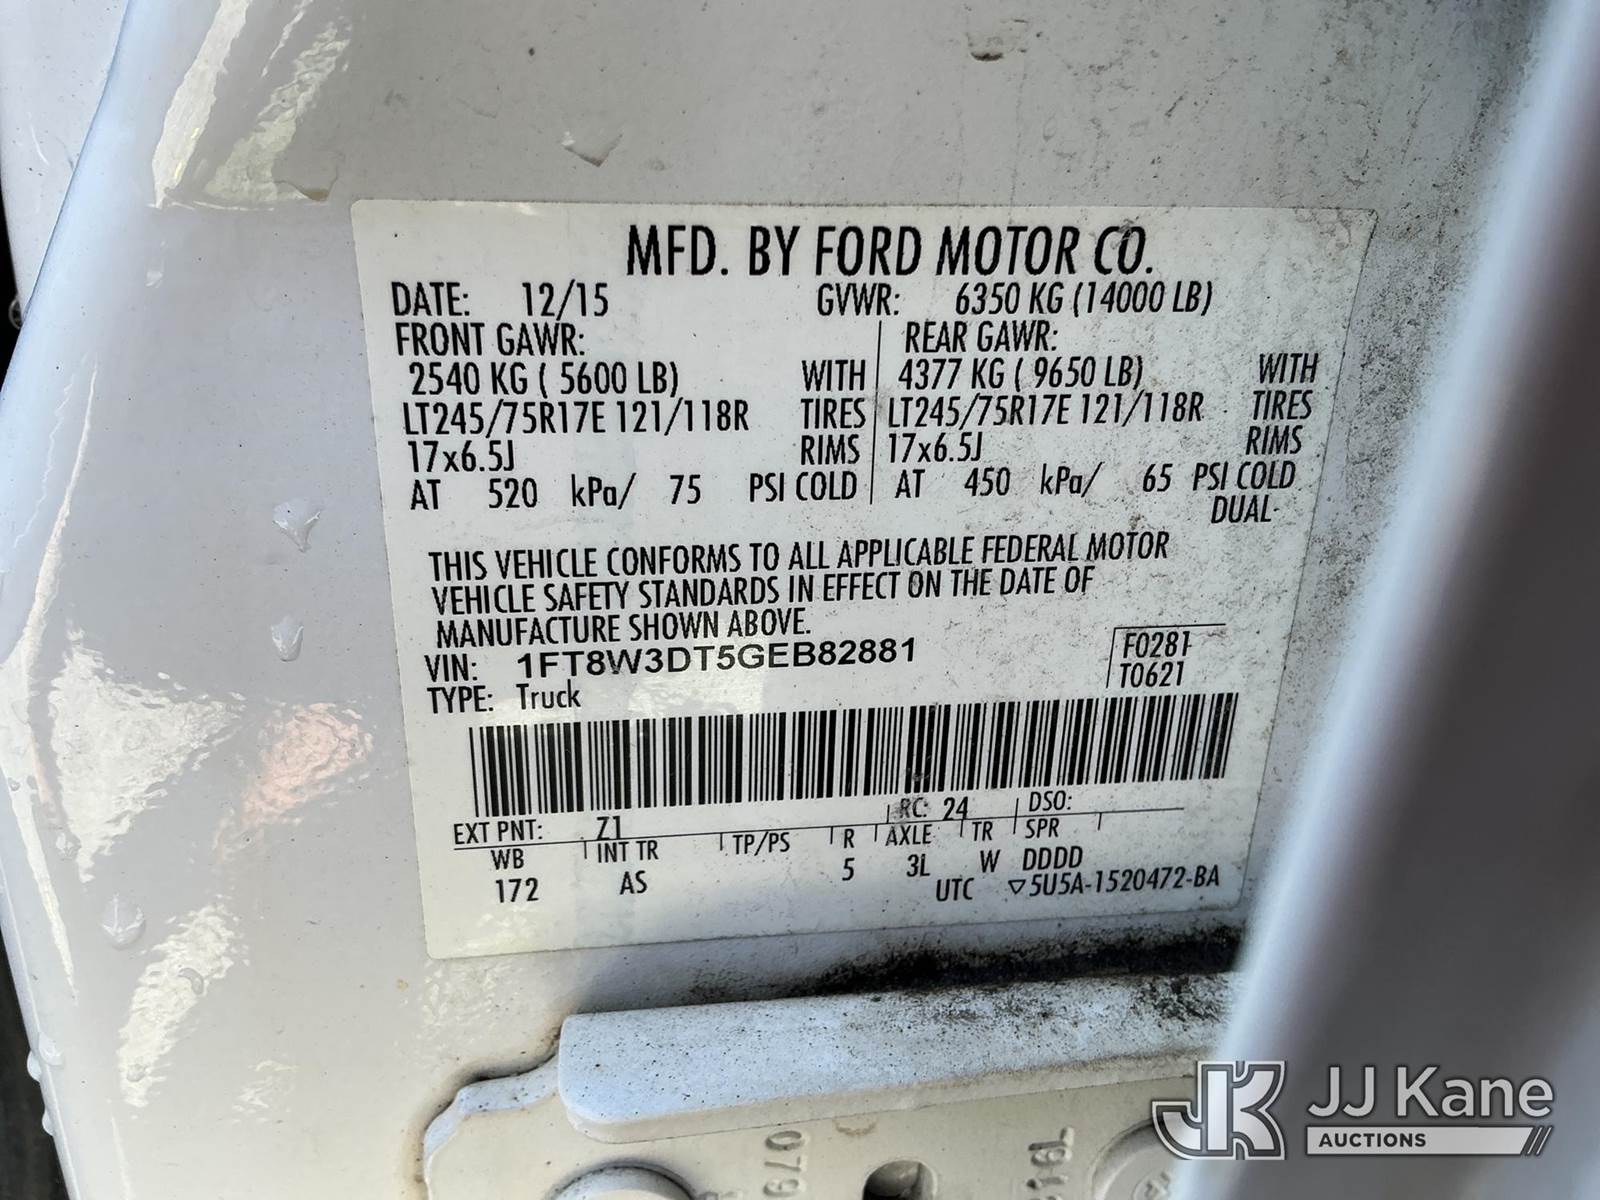 MFD. BY FORD MOTOR CO.
DATE: 12/15 GVWR: 6350 KG (14000 LB)
FRONT GAWR: REAR GAWR:
2540 KG ( 5600 LB) WITH 4377 KG ( 9650 LB) WITH
LT245/75R17E 121/118R TIRES LT245/75R17E 121/118R TIRES
17x6.5J RIMS 17x6.5J RIMS
AT 520 kPa/ 75 PSI COLD AT 450 kPa/ 65 PSI COLD
DUAL
THIS VEHICLE CONFORMS TO ALL APPLICABLE FEDERAL MOTOR
VEHICLE SAFETY STANDARDS IN EFFECT ON THE DATE OF
MANUFACTURE SHOWN ABOVE.
VIN: 1FT8W3DT5GEB82881 F0281
TYPE: Truck T0621
EXT PNT: Z1 RC: 24 DSO:
WB INT TR TP/PS R AXLE TR SPR
172 AS 5 3L W DDDD
UTC ▽5U5A-1520472-BA
JJ Kane
AUCTIONS